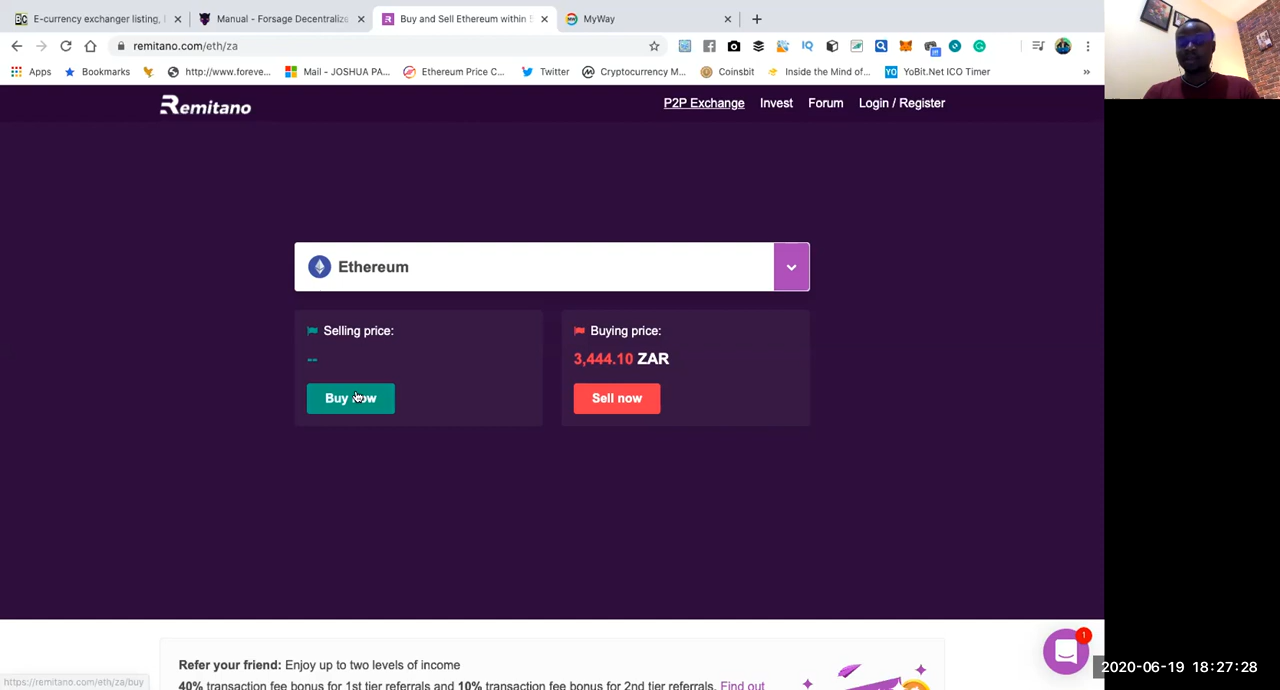 E-currency exchanger listing,
Manual - Forsage Decentralize
Buy and Sell Ethereum within
MyWay
remitano.com/eth/za
Apps
Bookmarks
http://www.foreve...
Mail - JOSHUA PA...
Ethereum Price C...
Twitter
Cryptocurrency M...
Coinsbit
Inside the Mind of...
YoBit.Net ICO Timer
»
Remitano
P2P Exchange
Invest
Forum
Login / Register
Ethereum
Selling price:
--
Buy now
Buying price:
3,444.10 ZAR
Sell now
Refer your friend: Enjoy up to two levels of income
40% transaction fee bonus for 1st tier referrals and 10% transaction fee bonus for 2nd tier referrals. Find out
1
https://remitano.com/eth/za/buy
2020-06-19 18:27:28